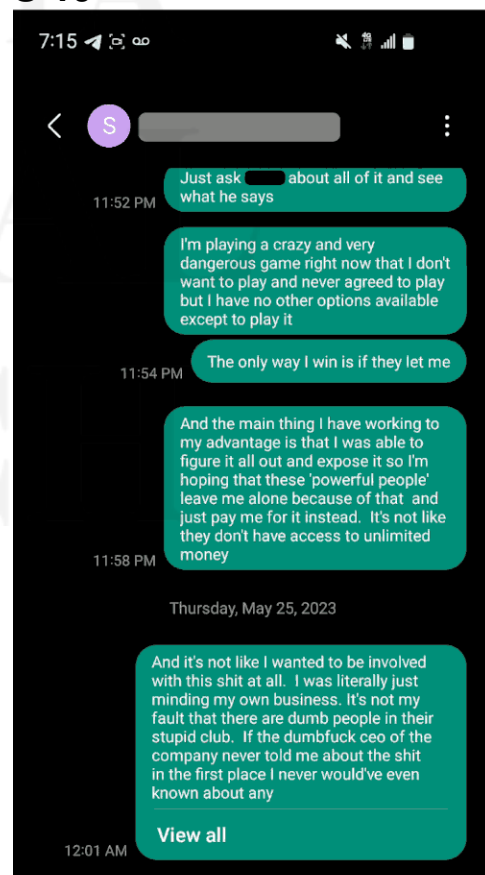 7:15
S
Just ask about all of it and see
what he says
11:52 PM
I'm playing a crazy and very
dangerous game right now that I don't
want to play and never agreed to play
but I have no other options available
except to play it
The only way I win is if they let me
11:54 PM
And the main thing I have working to
my advantage is that I was able to
figure it all out and expose it so I'm
hoping that these 'powerful people'
leave me alone because of that and
just pay me for it instead. It's not like
they don't have access to unlimited
money
11:58 PM
Thursday, May 25, 2023
And it's not like I wanted to be involved
with this shit at all. I was literally just
minding my own business. It's not my
fault that there are dumb people in their
stupid club. If the dumbfuck ceo of the
company never told me about the shit
in the first place I never would've even
known about any
View all
12:01 AM